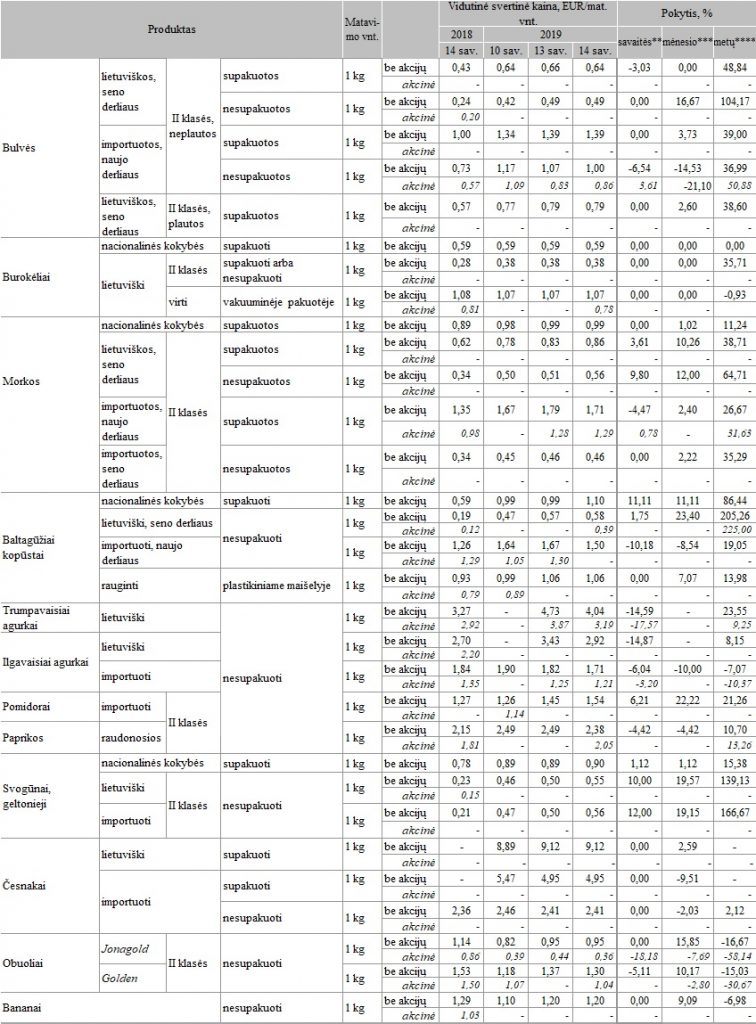 Produktas Matavi-mo vnt. Vidutinė svertinė kaina, EUR/mat. vnt. Pokytis, %
2018 2019 savaitės** mėnesio*** metų****
14 sav. 10 sav. 13 sav. 14 sav.
Bulvės lietuviškos, seno derliaus II klasės, neplautos supakuotos 1 kg be akcijų 0,43 0,64 0,66 0,64 -3,03 0,00 48,84
akcinė - - - - - - -
nesupakuotos 1 kg be akcijų 0,24 0,42 0,49 0,49 0,00 16,67 104,17
akcinė 0,20 - - - - - -
importuotos, naujo derliaus supakuotos 1 kg be akcijų 1,00 1,34 1,39 1,39 0,00 3,73 39,00
akcinė - - - - - - -
nesupakuotos 1 kg be akcijų 0,73 1,17 1,07 1,00 -6,54 -14,53 36,99
akcinė 0,57 1,09 0,83 0,86 3,61 -21,10 50,88
lietuviškos, seno derliaus II klasės, plautos supakuotos 1 kg be akcijų 0,57 0,77 0,79 0,79 0,00 2,60 38,60
akcinė - - - - - - -
Burokėliai nacionalinės kokybės supakuoti 1 kg be akcijų 0,59 0,59 0,59 0,59 0,00 0,00 0,00
lietuviški II klasės supakuoti arba nesupakuoti 1 kg be akcijų 0,28 0,38 0,38 0,38 0,00 0,00 35,71
akcinė - - - - - - -
virti vakuuminėje pakuotėje 1 kg be akcijų 1,08 1,07 1,07 1,07 0,00 0,00 -0,93
akcinė 0,81 - - 0,78 - - -
Morkos nacionalinės kokybės supakuotos 1 kg be akcijų 0,89 0,98 0,99 0,99 0,00 1,02 11,24
lietuviškos, seno derliaus II klasės supakuotos 1 kg be akcijų 0,62 0,78 0,83 0,86 3,61 10,26 38,71
akcinė - - - - - - -
nesupakuotos 1 kg be akcijų 0,34 0,50 0,51 0,56 9,80 12,00 64,71
akcinė - - - - - - -
importuotos, naujo derliaus supakuotos 1 kg be akcijų 1,35 1,67 1,79 1,71 -4,47 2,40 26,67
akcinė 0,98 - 1,28 1,29 0,78 - 31,63
importuotos, seno derliaus nesupakuotos 1 kg be akcijų 0,34 0,45 0,46 0,46 0,00 2,22 35,29
akcinė - - - - - - -
Baltagūžiai kopūstai nacionalinės kokybės supakuoti 1 kg be akcijų 0,59 0,99 0,99 1,10 11,11 11,11 86,44
lietuviški, seno derliaus nesupakuoti 1 kg be akcijų 0,19 0,47 0,57 0,58 1,75 23,40 205,26
akcinė 0,12 - - 0,39 - - 225,00
importuoti, naujo derliaus 1 kg be akcijų 1,26 1,64 1,67 1,50 -10,18 -8,54 19,05
akcinė 1,29 1,05 1,30 - - - -
rauginti plastikiniame maišelyje 1 kg be akcijų 0,93 0,99 1,06 1,06 0,00 7,07 13,98
akcinė 0,79 0,89 - - - - -
Trumpavaisiai agurkai lietuviški nesupakuoti 1 kg be akcijų 3,27 - 4,73 4,04 -14,59 - 23,55
akcinė 2,92 - 3,87 3,19 -17,57 - 9,25
Ilgavaisiai agurkai lietuviški 1 kg be akcijų 2,70 - 3,43 2,92 -14,87 - 8,15
akcinė 2,20 - - - - - -
importuoti 1 kg be akcijų 1,84 1,90 1,82 1,71 -6,04 -10,00 -7,07
akcinė 1,35 - 1,25 1,21 -3,20 - -10,37
Pomidorai importuoti II klasės 1 kg be akcijų 1,27 1,26 1,45 1,54 6,21 22,22 21,26
akcinė - 1,14 - - - - -
Paprikos raudonosios 1 kg be akcijų 2,15 2,49 2,49 2,38 -4,42 -4,42 10,70
akcinė 1,81 - - 2,05 - - 13,26
Svogūnai, geltonieji nacionalinės kokybės supakuoti 1 kg be akcijų 0,78 0,89 0,89 0,90 1,12 1,12 15,38
lietuviški II klasės nesupakuoti 1 kg be akcijų 0,23 0,46 0,50 0,55 10,00 19,57 139,13
akcinė 0,15 - - - - - -
importuoti 1 kg be akcijų 0,21 0,47 0,50 0,56 12,00 19,15 166,67
akcinė - - - - - - -
Česnakai lietuviški supakuoti 1 kg be akcijų - 8,89 9,12 9,12 0,00 2,59 -
akcinė - - - - - - -
importuoti supakuoti 1 kg be akcijų - 5,47 4,95 4,95 0,00 -9,51 -
akcinė - - - - - - -
nesupakuoti 1 kg be akcijų 2,36 2,46 2,41 2,41 0,00 -2,03 2,12
akcinė - - - - - - -
Obuoliai Jonagold II klasės nesupakuoti 1 kg be akcijų 1,14 0,82 0,95 0,95 0,00 15,85 -16,67
akcinė 0,86 0,39 0,44 0,36 -18,18 -7,69 -58,14
Golden 1 kg be akcijų 1,53 1,18 1,37 1,30 -5,11 10,17 -15,03
akcinė 1,50 1,07 - 1,04 - -2,80 -30,67
Bananai nesupakuoti 1 kg be akcijų 1,29 1,10 1,20 1,20 0,00 9,09 -6,98
akcinė 1,03 - - - - - -